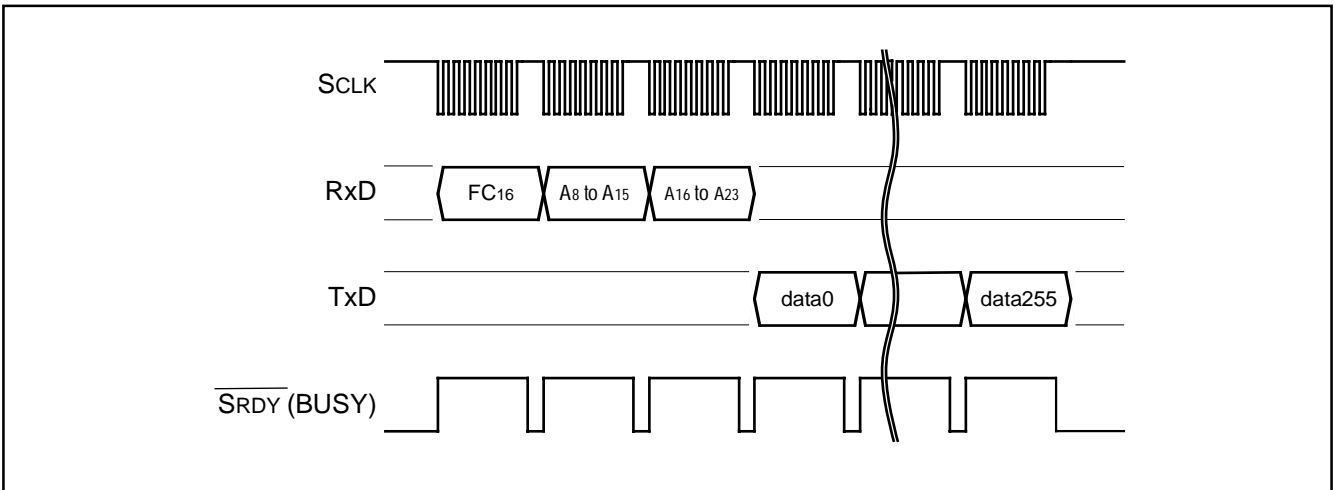 SCLK
RxD
FC16 A8 to A15 A16 to A23
TxD
data0 data255
SRDY (BUSY)